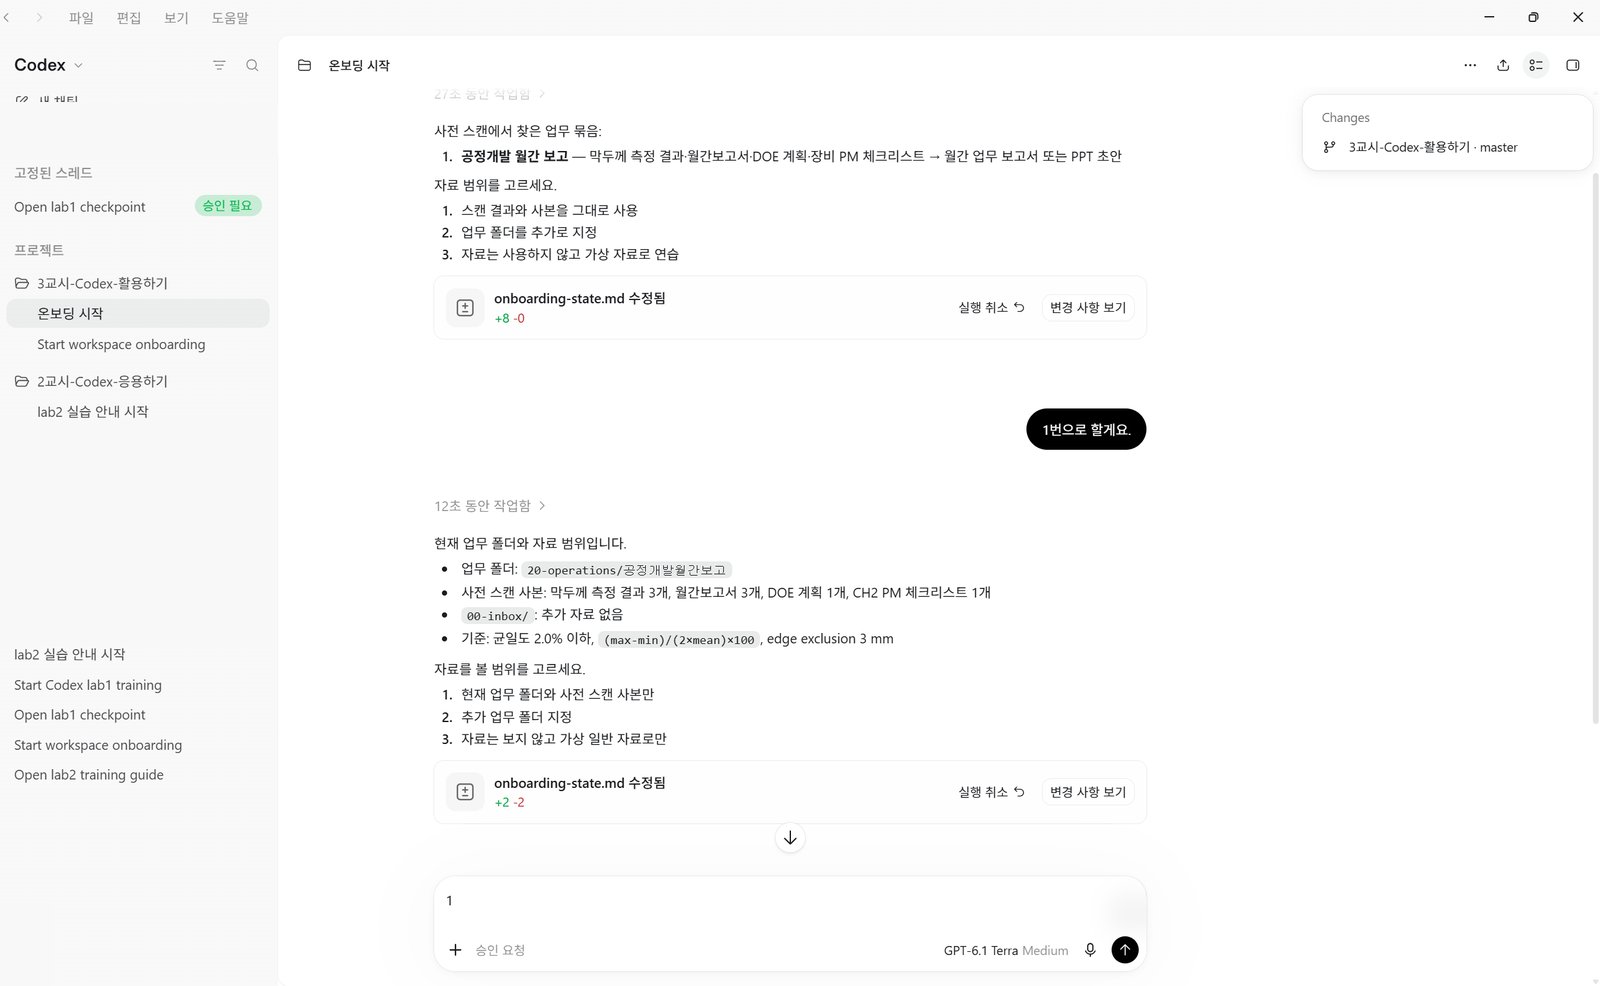 파일 편집 보기 도움말
Codex
새 채팅
고정된 스레드
Open lab1 checkpoint 승인 필요
프로젝트
3교시-Codex-활용하기
온보딩 시작
Start workspace onboarding
2교시-Codex-응용하기
lab2 실습 안내 시작
lab2 실습 안내 시작
Start Codex lab1 training
Open lab1 checkpoint
Start workspace onboarding
Open lab2 training guide
온보딩 시작
Changes
3교시-Codex-활용하기 · master
27초 동안 작업함
사전 스캔에서 찾은 업무 묶음:
1. 공정개발 월간 보고 — 막두께 측정 결과·월간보고서·DOE 계획·장비 PM 체크리스트 → 월간 업무 보고서 또는 PPT 초안
자료 범위를 고르세요.
1. 스캔 결과와 사본을 그대로 사용
2. 업무 폴더를 추가로 지정
3. 자료는 사용하지 않고 가상 자료로 연습
onboarding-state.md 수정됨
+8 -0
실행 취소 변경 사항 보기
1번으로 할게요.
12초 동안 작업함
현재 업무 폴더와 자료 범위입니다.
• 업무 폴더: 20-operations/공정개발월간보고
• 사전 스캔 사본: 막두께 측정 결과 3개, 월간보고서 3개, DOE 계획 1개, CH2 PM 체크리스트 1개
• 00-inbox/ : 추가 자료 없음
• 기준: 균일도 2.0% 이하, (max-min)/(2×mean)×100 , edge exclusion 3 mm
자료를 볼 범위를 고르세요.
1. 현재 업무 폴더와 사전 스캔 사본만
2. 추가 업무 폴더 지정
3. 자료는 보지 않고 가상 일반 자료로만
onboarding-state.md 수정됨
+2 -2
실행 취소 변경 사항 보기
1
승인 요청
GPT-6.1 Terra Medium